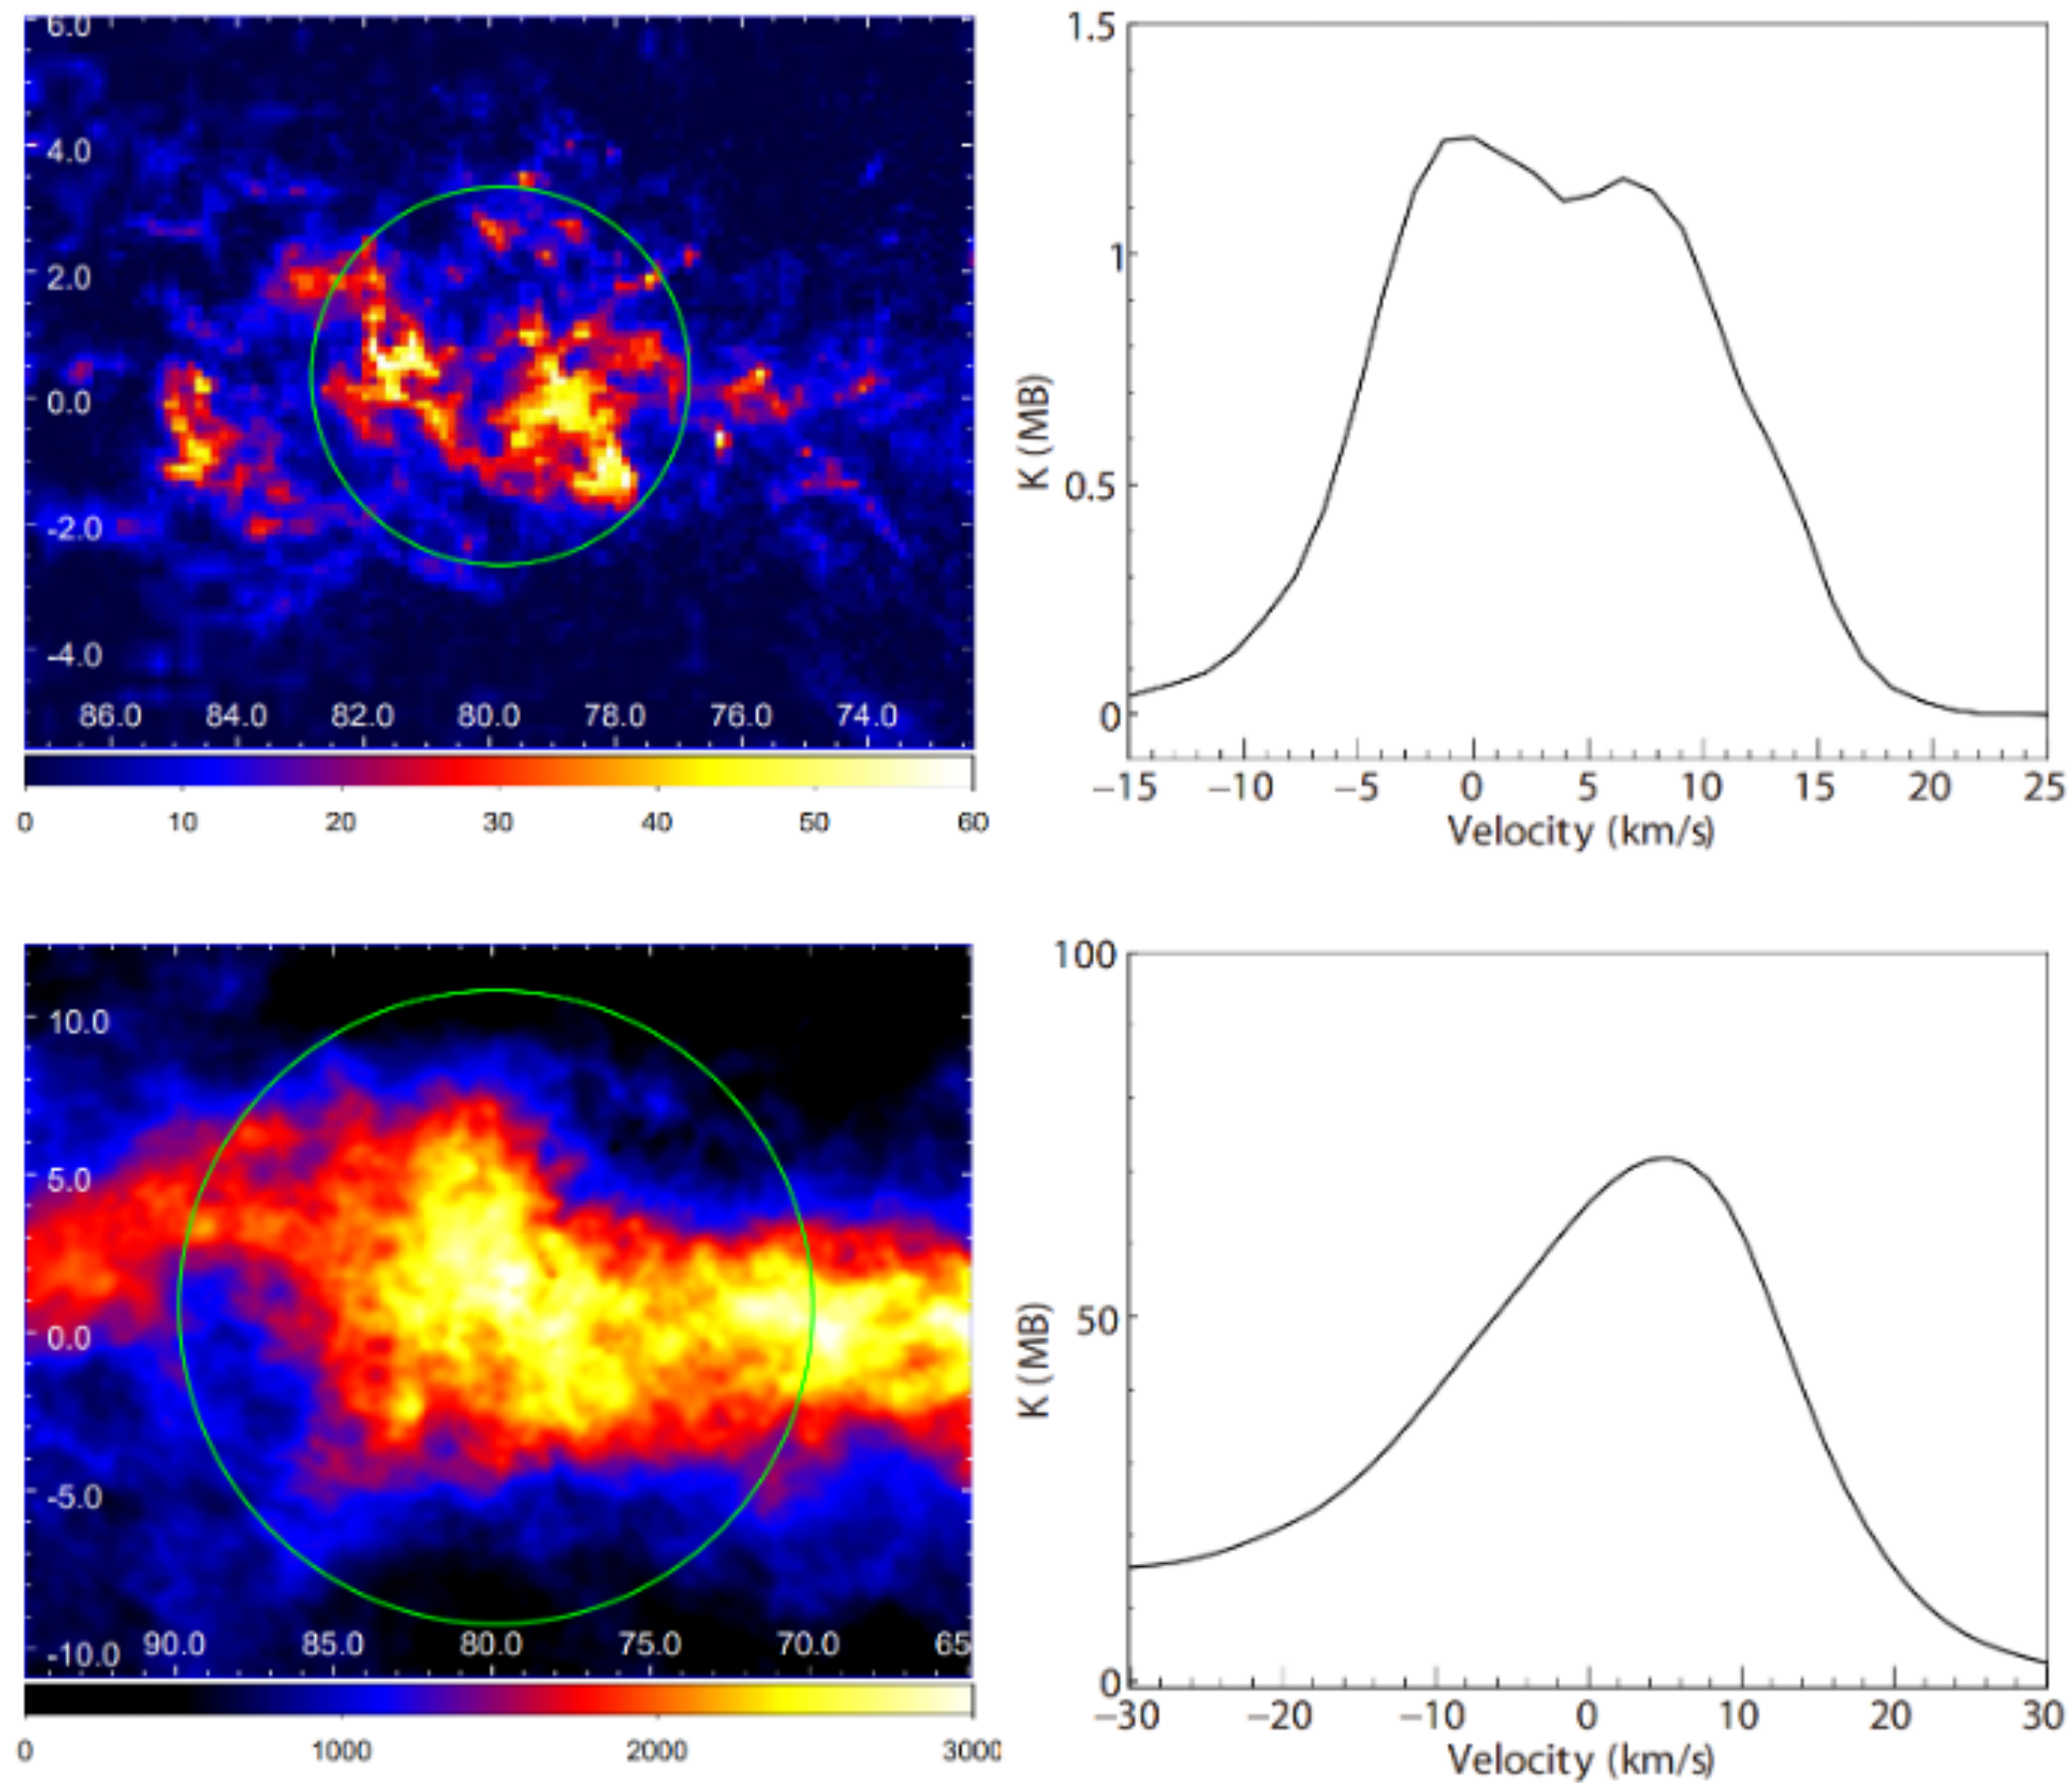 6.0
4.0
2.0
0.0
-2.0
-4.0
86.0 84.0 82.0 80.0 78.0 76.0 74.0
0 10 20 30 40 50 60
1.5
1
0.5
0
K (MB)
−15 −10 −5 0 5 10 15 20 25
Velocity (km/s)
10.0
5.0
0.0
-5.0
-10.0
90.0 85.0 80.0 75.0 70.0 65
0 1000 2000 3000
100
50
0
K (MB)
−30 −20 −10 0 10 20 30
Velocity (km/s)